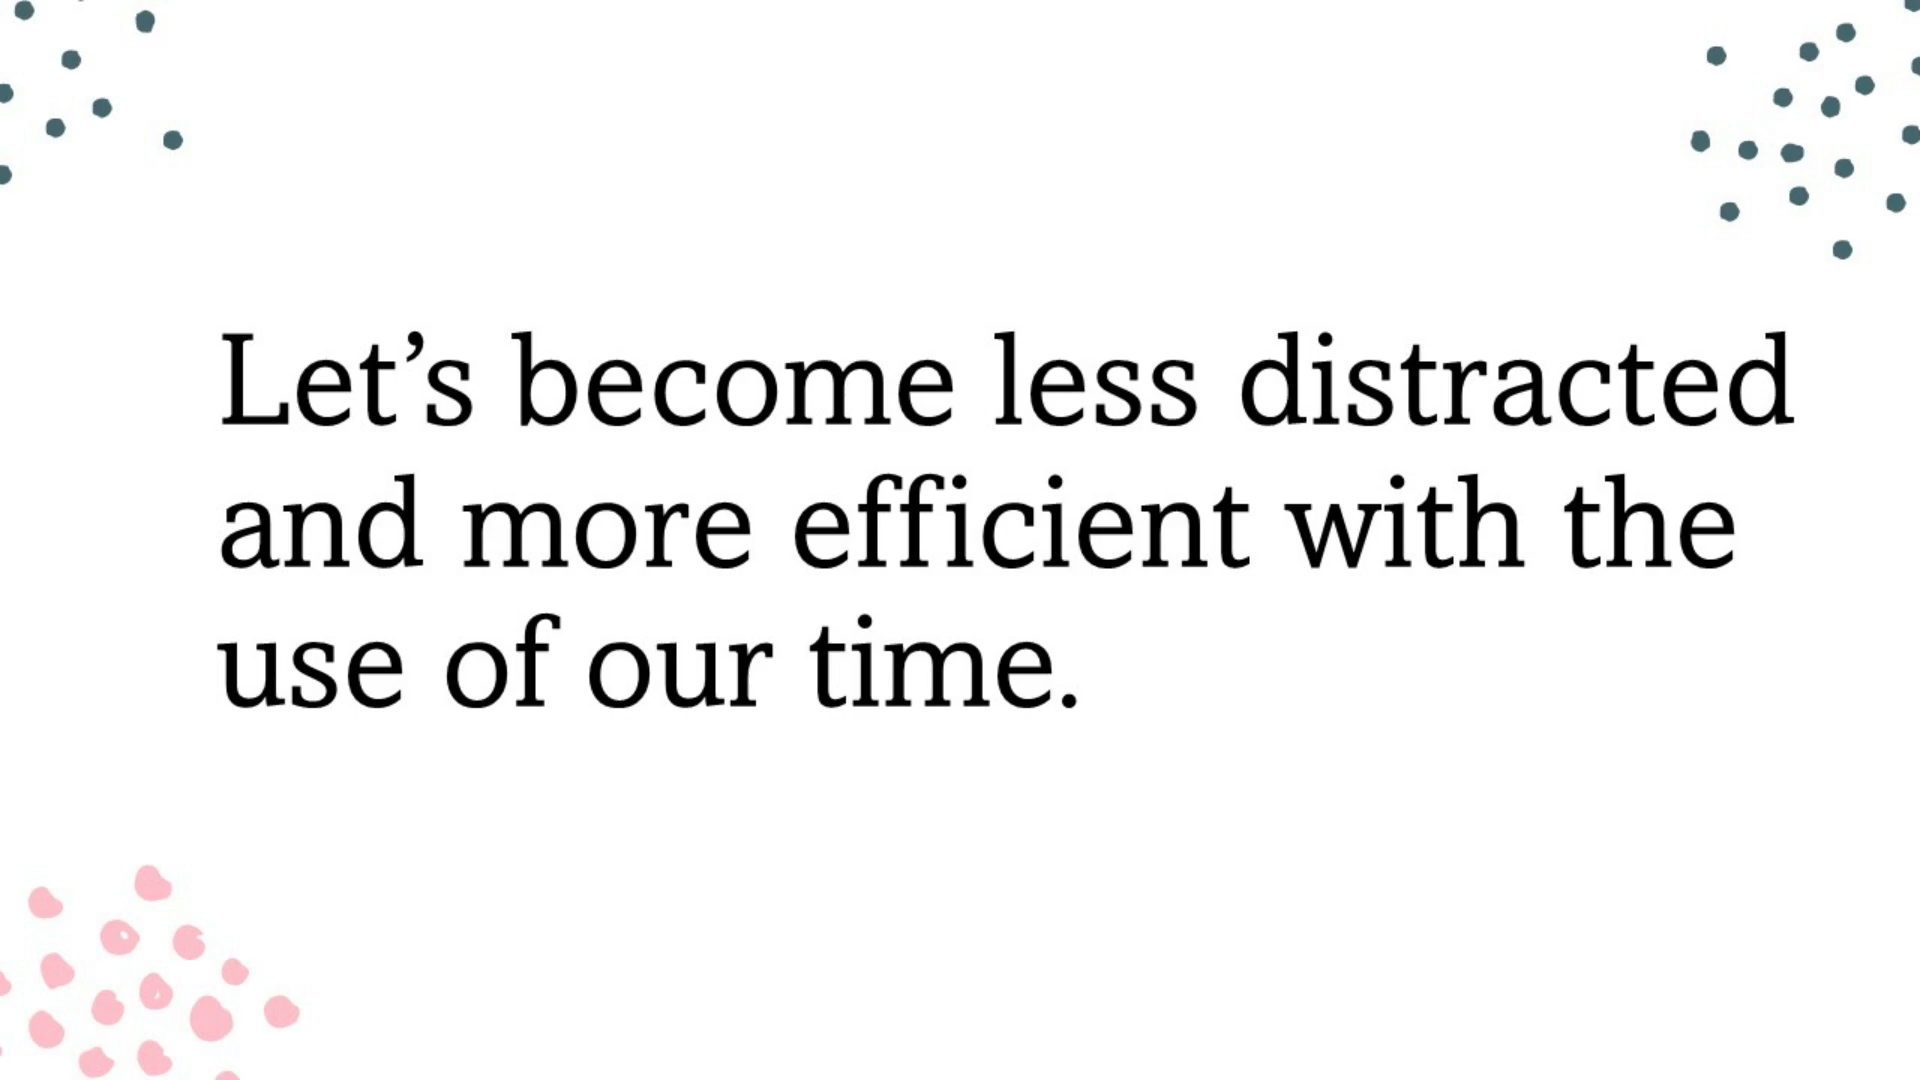 Let’s become less distracted
and more efficient with the
use of our time.